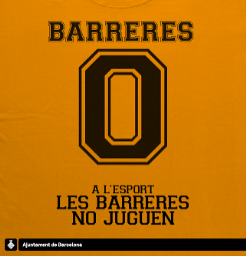 BARRERES
0
A L'ESPORT
LES BARRERES
NO JUGUEN
Ajuntament de Barcelona